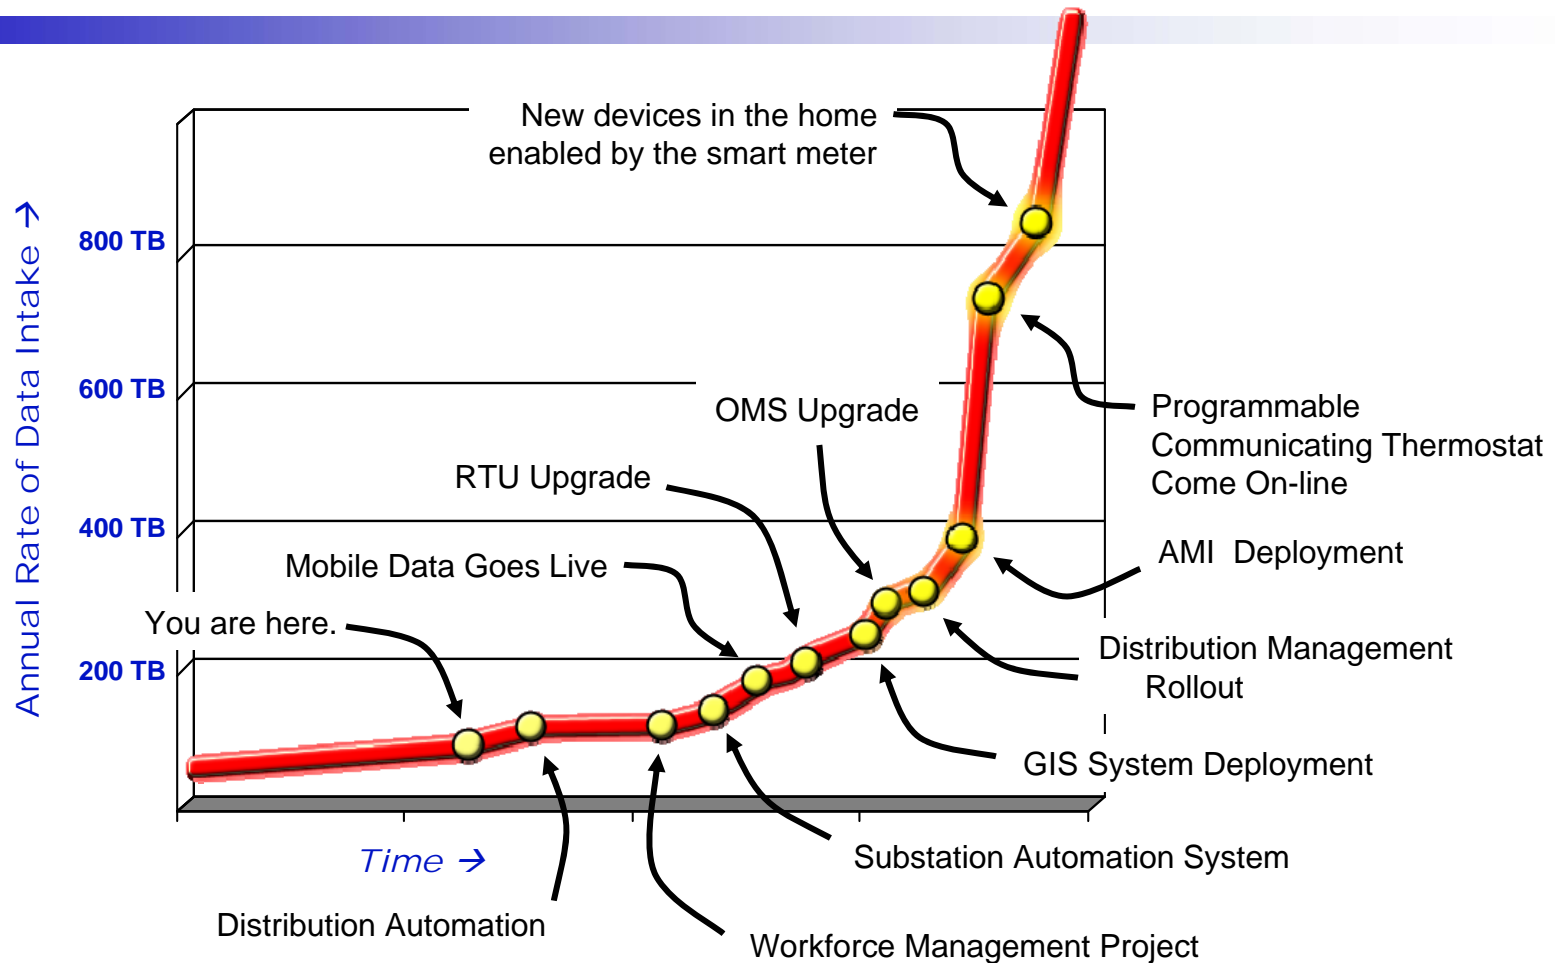 New devices in the home
enabled by the smart meter
Annual Rate of Data Intake →
800 TB
600 TB
400 TB
200 TB
OMS Upgrade
Programmable
Communicating Thermostat
Come On-line
RTU Upgrade
AMI Deployment
Mobile Data Goes Live
You are here.
Distribution Management
Rollout
GIS System Deployment
Time →
Substation Automation System
Distribution Automation
Workforce Management Project